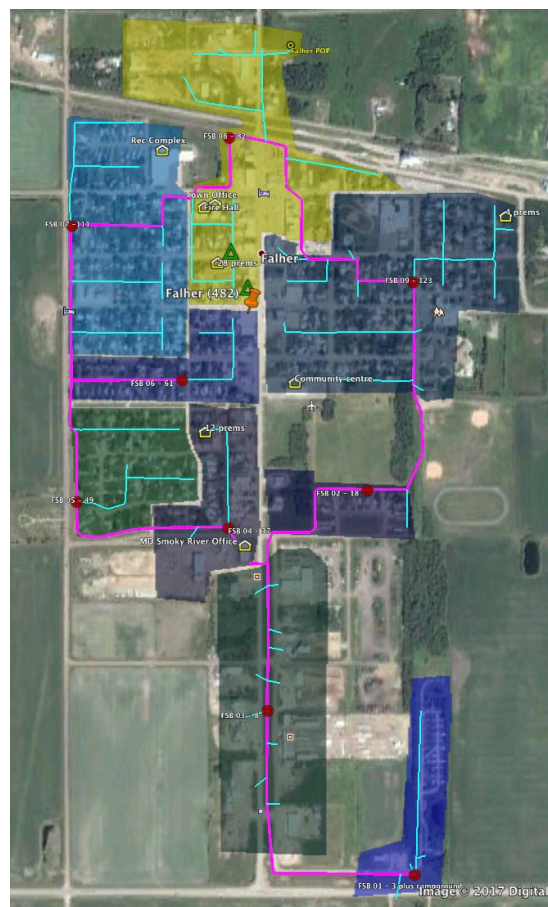 Falher POP
FSB 08 - 82
Rec Complex
Town Office
Fire Hall
4 prems
FSB 07 - 111
Falher
28 prems
FSB 09 - 123
Falher (482)
Community centre
FSB 06 - 61
12 prems
FSB 02 - 18
FSB 05 - 49
FSB 04 -
MD Smoky River Office
FSB 03 - 8
FSB 01 - 3 plus campground
Image © 2017 Digital